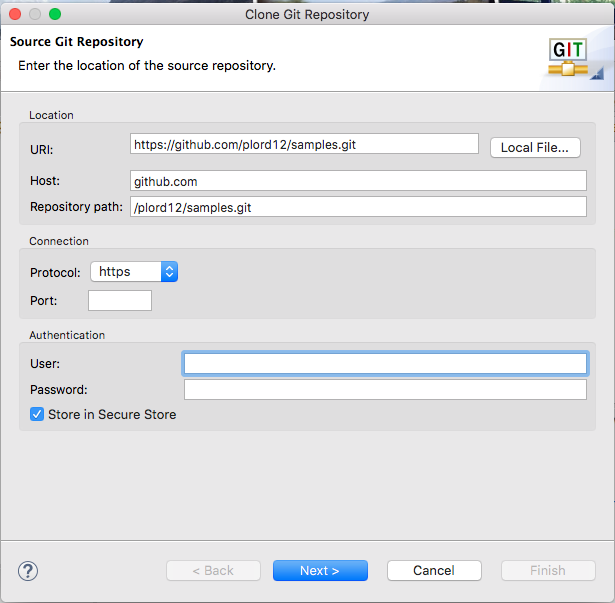 Clone Git Repository
Source Git Repository
Enter the location of the source repository.
GIT
Location
URI: https://github.com/plord12/samples.git Local File...
Host: github.com
Repository path: /plord12/samples.git
Connection
Protocol: https
Port:
Authentication
User:
Password:
Store in Secure Store
? < Back Next > Cancel Finish